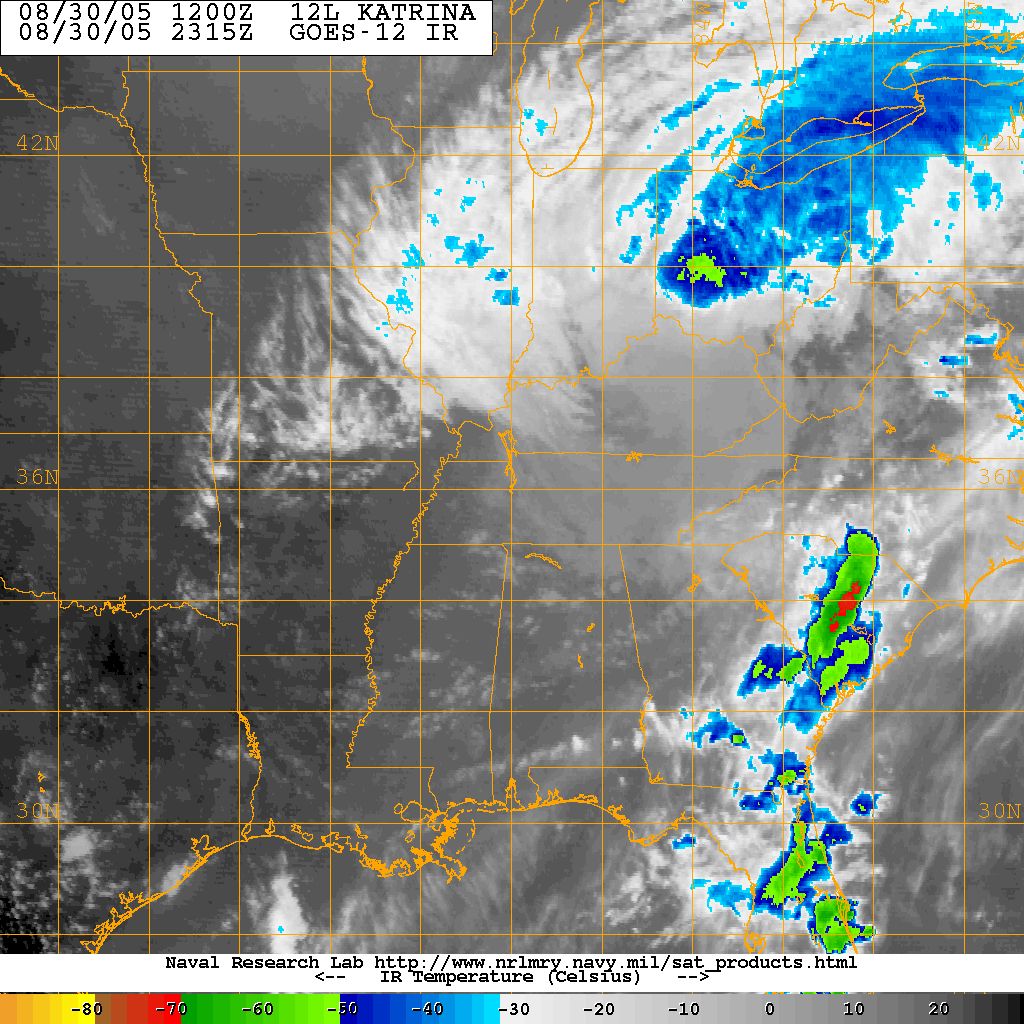 08/30/05 1200Z 12L KATRINA
08/30/05 2315Z GOES-12 IR
42N 42N
36N 36N
30N 30N
Naval Research Lab http://www.nrlmry.navy.mil/sat_products.html
<-- IR Temperature (Celsius) -->
-80 -70 -60 -50 -40 -30 -20 -10 0 10 20